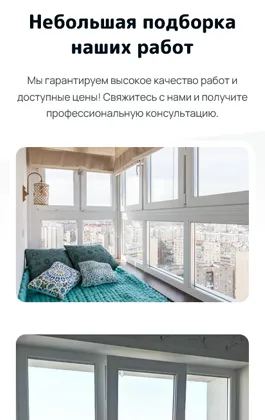 Небольшая подборка
наших работ
Мы гарантируем высокое качество работ и
доступные цены! Свяжитесь с нами и получите
профессиональную консультацию.